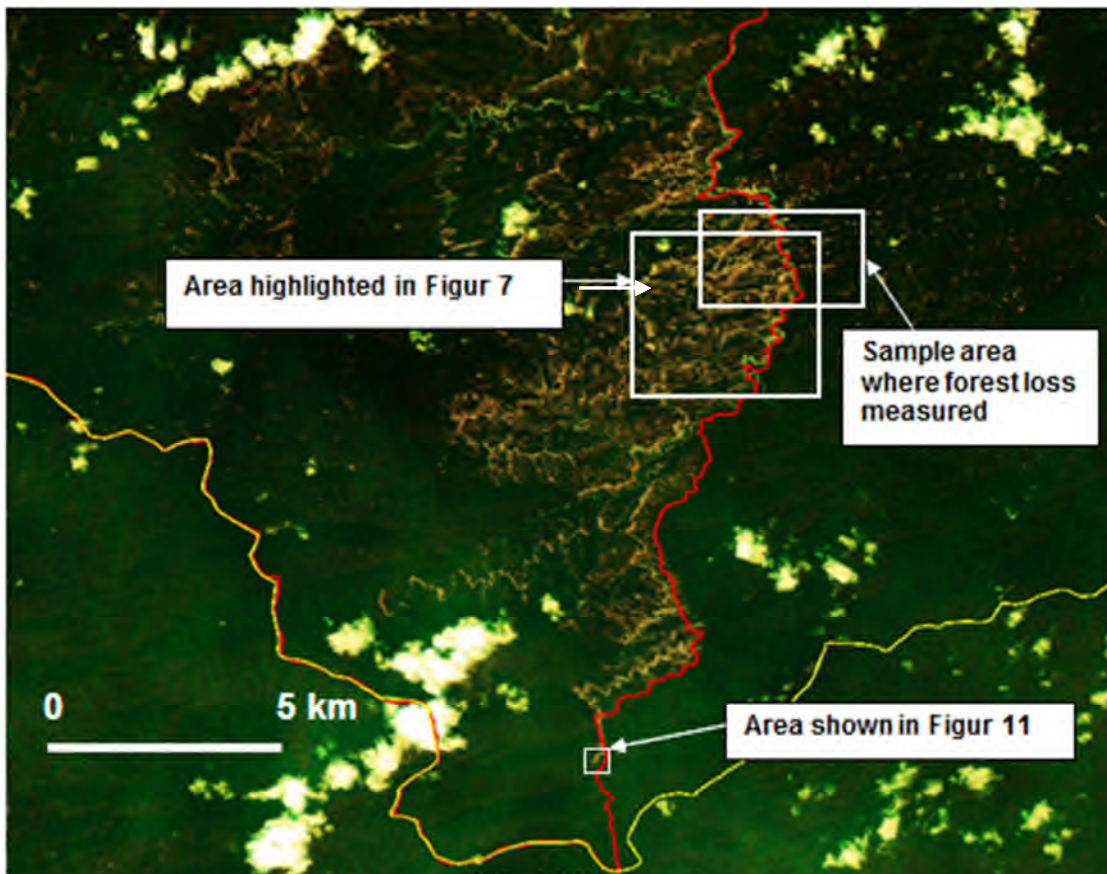 Area highlighted in Figur 7
Sample area
where forest loss
measured
0 5 km
Area shown in Figur 11